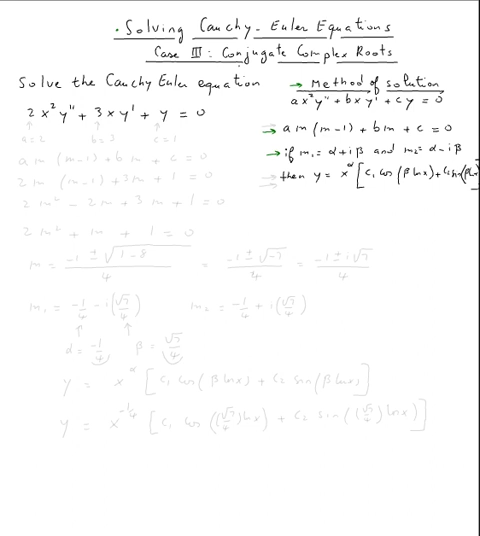 . Solving Cauchy-Euler Equations
Case III: Conjugate Complex Roots
Solve the Cauchy Euler equation
2x²y'' + 3xy' + y = 0
a=2 b=3 c=1
am(m-1)+bm + c=0
2m(m-1)+3m+1=0
2m²-2m+3m+1=0
2m²+m+1=0
m = (-1 ± √(1-8))/4 = (-1 ± √-7)/4 = (-1 ± i√7)/4
m₁ = -1/4 - i(√7/4) m₂ = -1/4 + i(√7/4)
α = -1/4 β = √7/4
y = x^α [c₁ cos(β ln x) + c₂ sin(β ln x)]
y = x^(-1/4) [c₁ cos((√7/4) ln x) + c₂ sin((√7/4) ln x)]
→ Method of solution
ax²y'' + bxy' + cy = 0
→ am(m-1) + bm + c = 0
→ if m₁ = α+iβ and m₂ = α-iβ
→ then y = x^α [c₁ cos(β ln x) + c₂ sin(β ln x)